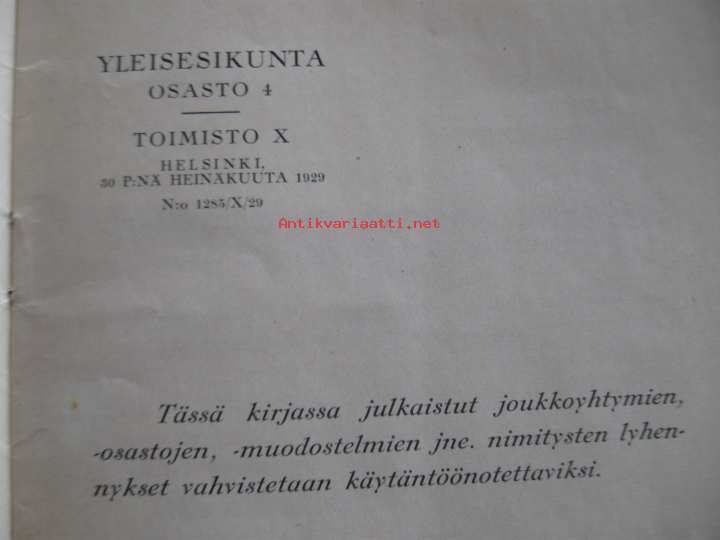 YLEISESIKUNTA
OSASTO 4
TOIMISTO X
HELSINKI,
30 P:NÄ HEINÄKUUTA 1929
N:o 1285/X/29
Antikvariaatti.net
Tässä kirjassa julkaistut joukkoyhtymien,
-osastojen, -muodostelmien jne. nimitysten lyhen-
nykset vahvistetaan käytäntöönotettaviksi.